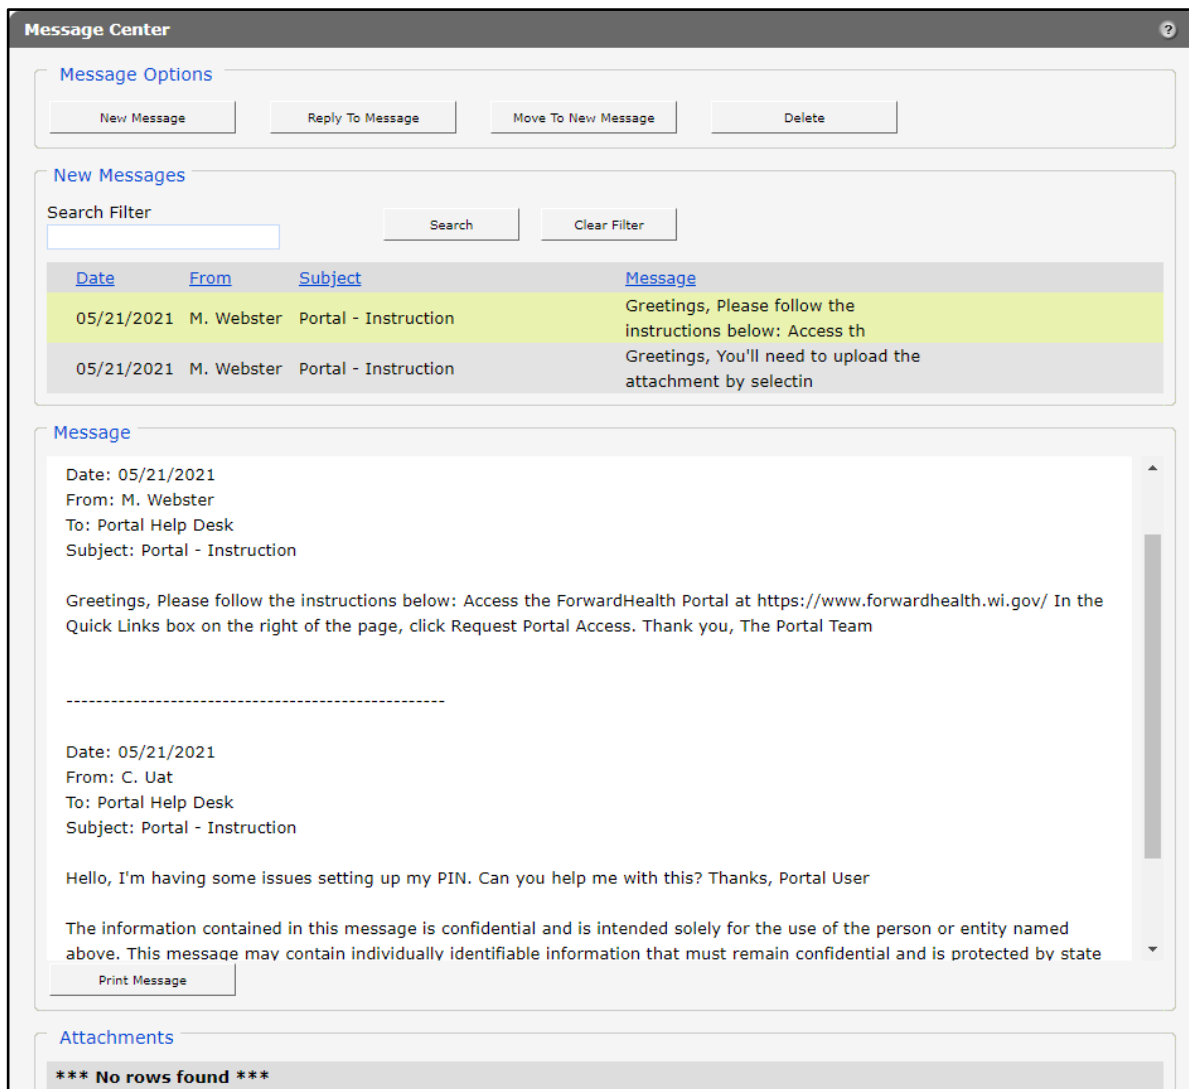 Message Center
?
Message Options
New Message Reply To Message Move To New Message Delete
New Messages
Search Filter
Search Clear Filter
Date From Subject Message
05/21/2021 M. Webster Portal - Instruction Greetings, Please follow the
instructions below: Access th
05/21/2021 M. Webster Portal - Instruction Greetings, You'll need to upload the
attachment by selectin
Message
Date: 05/21/2021
From: M. Webster
To: Portal Help Desk
Subject: Portal - Instruction
Greetings, Please follow the instructions below: Access the ForwardHealth Portal at https://www.forwardhealth.wi.gov/ In the
Quick Links box on the right of the page, click Request Portal Access. Thank you, The Portal Team
---------------------------------------------------
Date: 05/21/2021
From: C. Uat
To: Portal Help Desk
Subject: Portal - Instruction
Hello, I'm having some issues setting up my PIN. Can you help me with this? Thanks, Portal User
The information contained in this message is confidential and is intended solely for the use of the person or entity named
above. This message may contain individually identifiable information that must remain confidential and is protected by state
Print Message
Attachments
*** No rows found ***